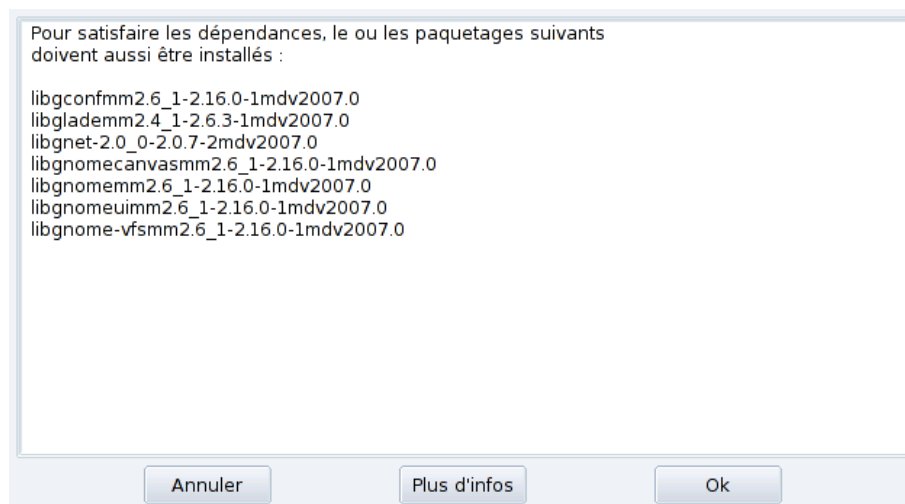 Pour satisfaire les dépendances, le ou les paquetages suivants
doivent aussi être installés :
libgconfmm2.6_1-2.16.0-1mdv2007.0
libglademm2.4_1-2.6.3-1mdv2007.0
libgnet-2.0_0-2.0.7-2mdv2007.0
libgnomecanvasmm2.6_1-2.16.0-1mdv2007.0
libgnomemm2.6_1-2.16.0-1mdv2007.0
libgnomeuimm2.6_1-2.16.0-1mdv2007.0
libgnome-vfsmm2.6_1-2.16.0-1mdv2007.0
Annuler Plus d'infos Ok